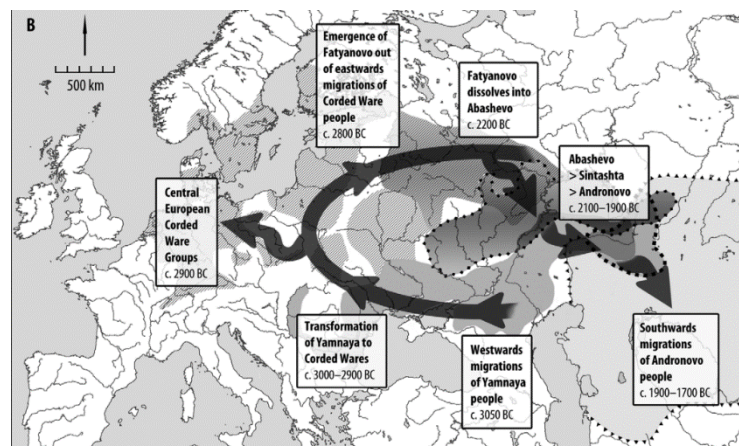 B
500 km
Emergence of
Fatyanovo out
of eastwards
migrations of
Corded Ware
people
c. 2800 BC
Fatyanovo
dissolves into
Abashevo
c. 2200 BC
Abashevo
> Sintashta
> Andronovo
c. 2100–1900 BC
Central
European
Corded
Ware
Groups
c. 2900 BC
Transformation
of Yamnaya to
Corded Wares
c. 3000–2900 BC
Westwards
migrations
of Yamnaya
people
c. 3050 BC
Southwards
migrations
of Andronovo
people
c. 1900–1700 BC